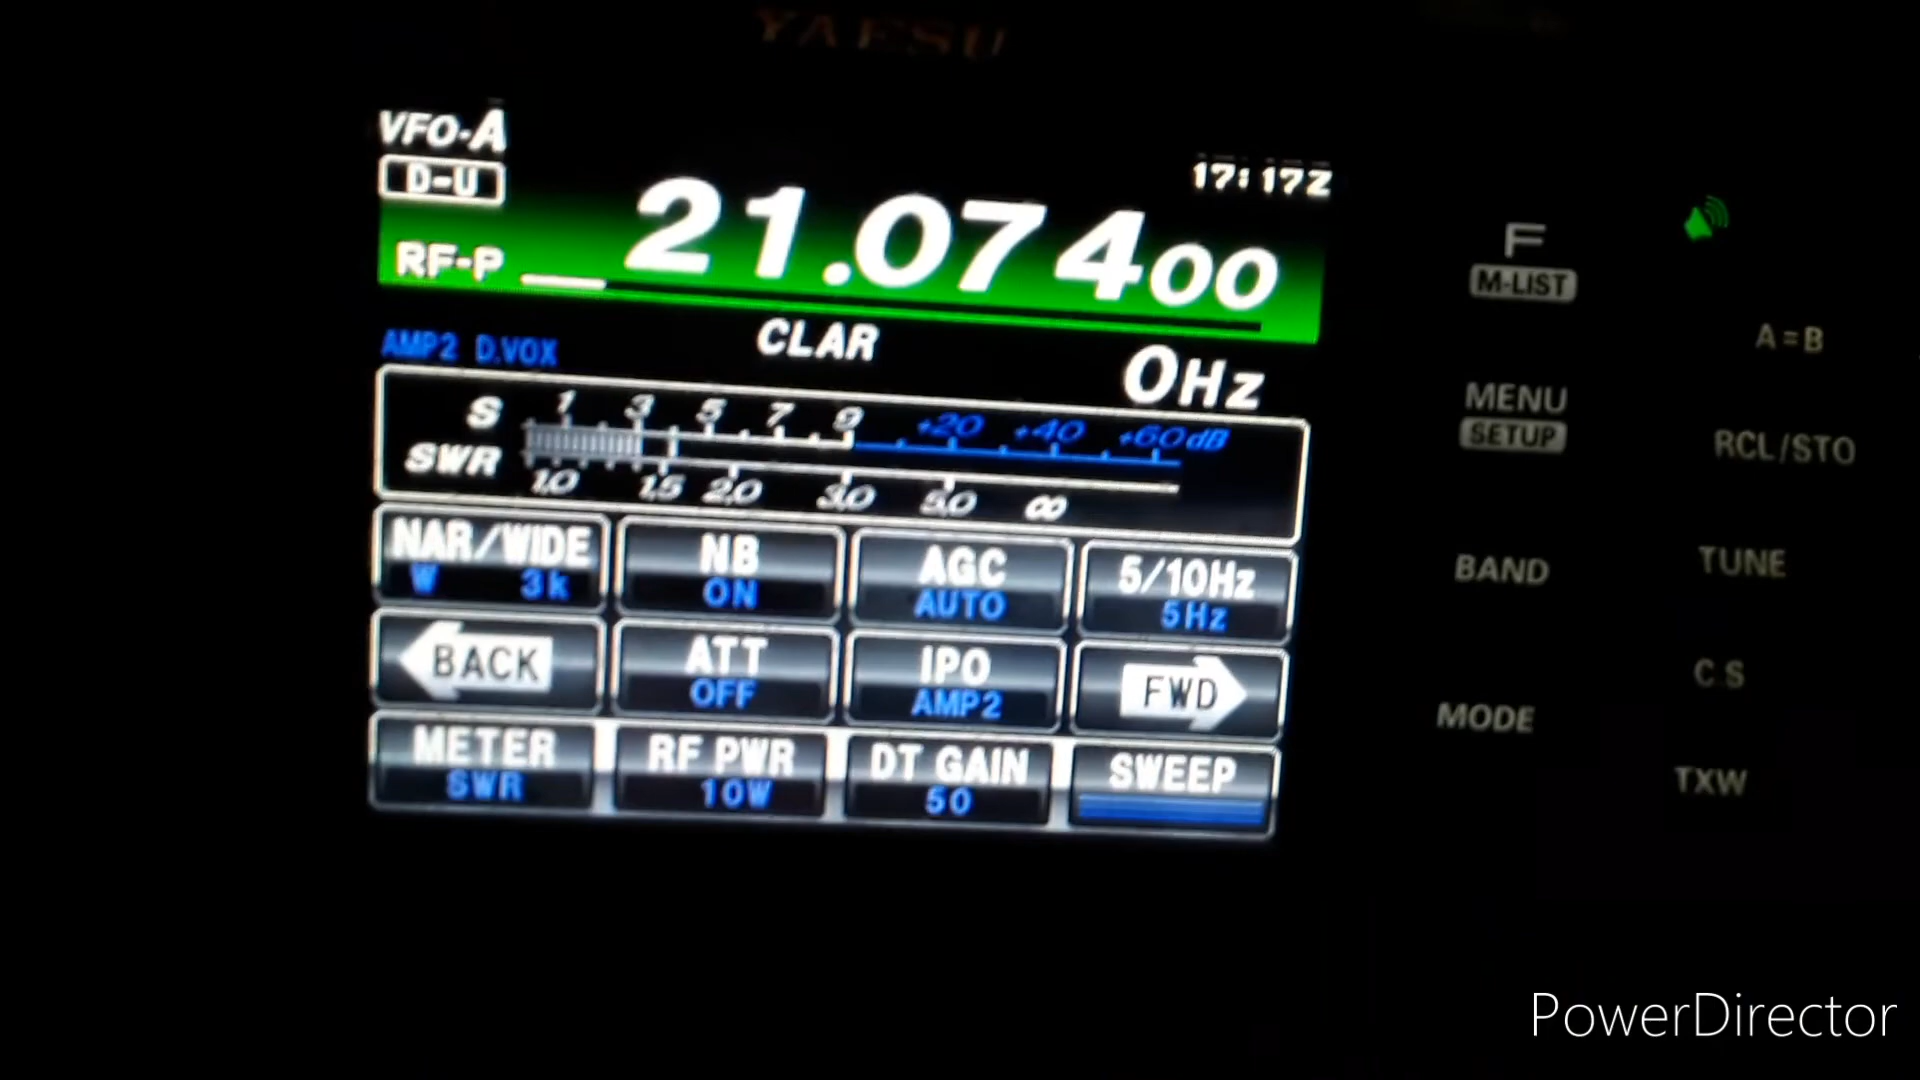 YAESU
VFO-A
D-U
17:17Z
21.07400
RF-P
AMP2 D.VOX
CLAR
0Hz
S 1 3 5 7 9 +20 +40 +60dB
SWR 1.0 1.5 2.0 3.0 5.0 ∞
NAR/WIDE NB AGC 5/10Hz
W 3k ON AUTO 5Hz
BACK ATT IPO FWD
OFF AMP2
METER RF PWR DT GAIN SWEEP
SWR 10W 50
F
M-LIST
A=B
MENU
SETUP
RCL/STO
BAND
TUNE
C.S
MODE
TXW
PowerDirector